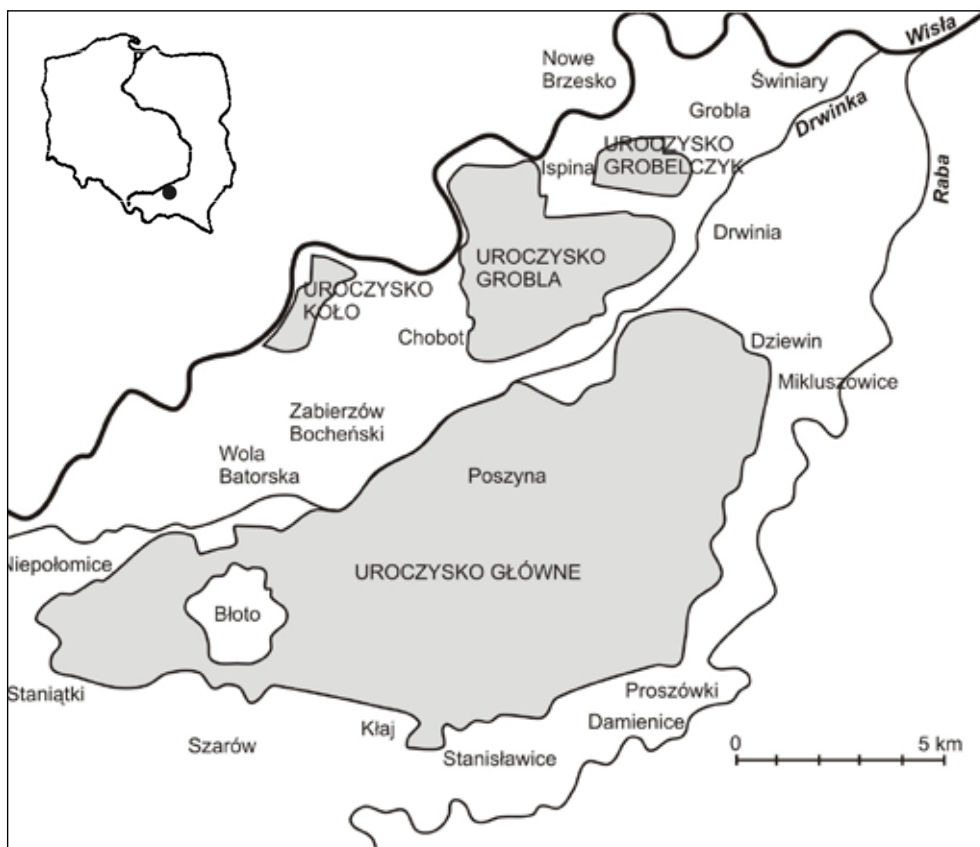 Wisła
Nowe
Brzesko
Świniary
Grobla
Drwinka
UROCZYSKO
GROBELCZYK
Ispina
Raba
Drwinia
UROCZYSKO
GROBLA
UROCZYSKO
KOŁO
Chobot
Dziewin
Mikluszowice
Zabierzów
Bocheński
Wola
Batorska
Poszyna
Niepołomice
UROCZYSKO GŁÓWNE
Błoto
Staniątki
Proszówki
Damienice
Kłaj
Szarów
Stanisławice
0 5 km